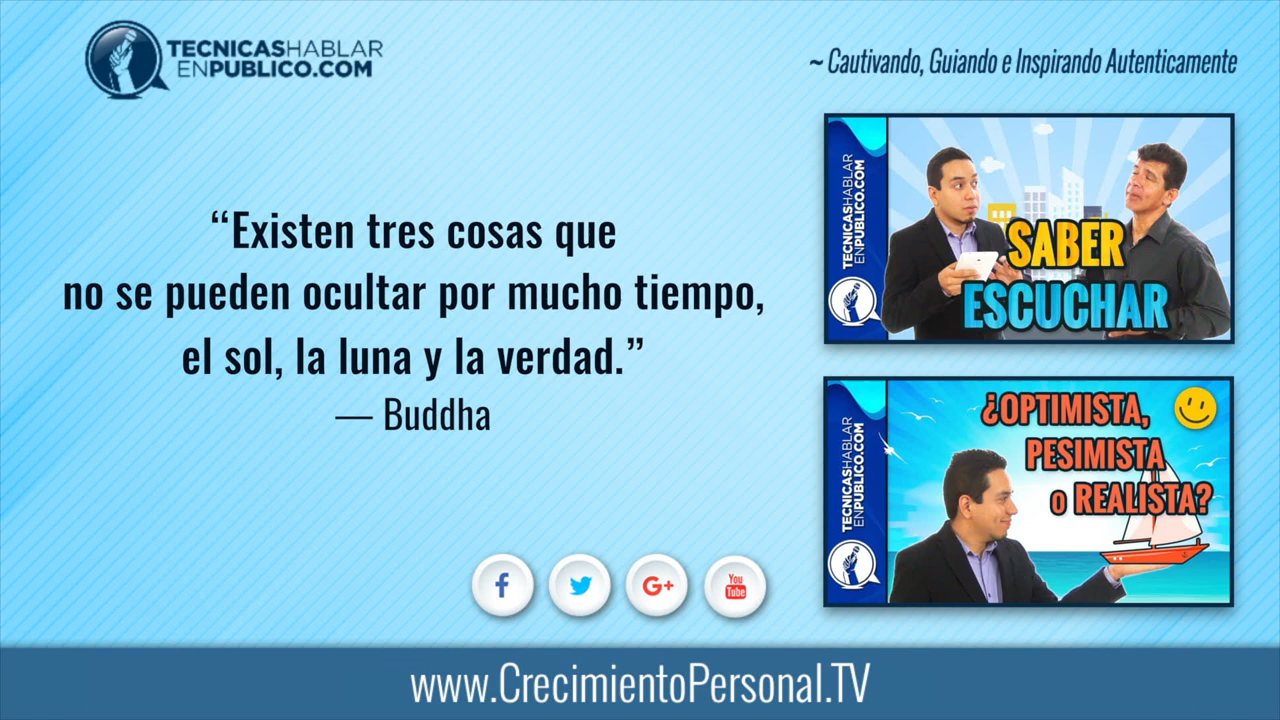 TECNICASHABLAR
ENPUBLICO.COM
~ Cautivando, Guiando e Inspirando Autenticamente
“Existen tres cosas que
no se pueden ocultar por mucho tiempo,
el sol, la luna y la verdad.”
— Buddha
TECNICASHABLAR
ENPUBLICO.COM
SABER
ESCUCHAR
TECNICASHABLAR
ENPUBLICO.COM
¿OPTIMISTA,
PESIMISTA
O REALISTA?
f
G+
You
Tube
www.CrecimientoPersonal.TV